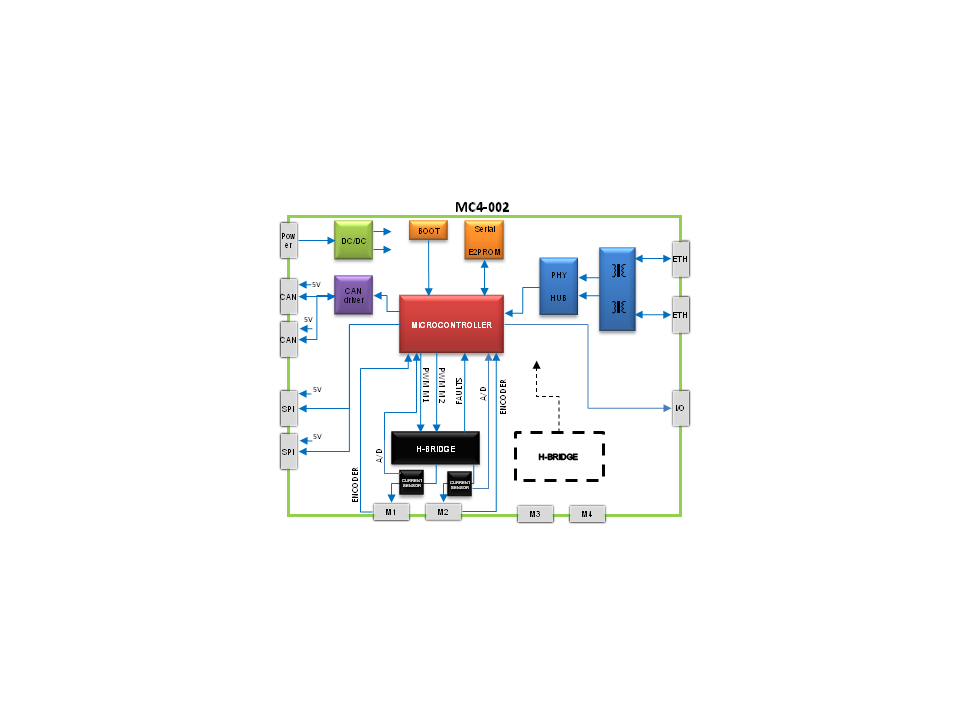 MC4-002
Pow
er
DC/DC
BOOT
Serial
E2PROM
ETH
PHY
HUB
5V
CAN
CAN
driver
5V
CAN
MICROCONTROLLER
ETH
PWM M1
PWM M2
FAULTS
A/D
ENCODER
5V
SPI
I/O
5V
SPI
A/D
ENCODER
H-BRIDGE
H-BRIDGE
CURRENT
SENSOR
CURRENT
SENSOR
M1
M2
M3
M4